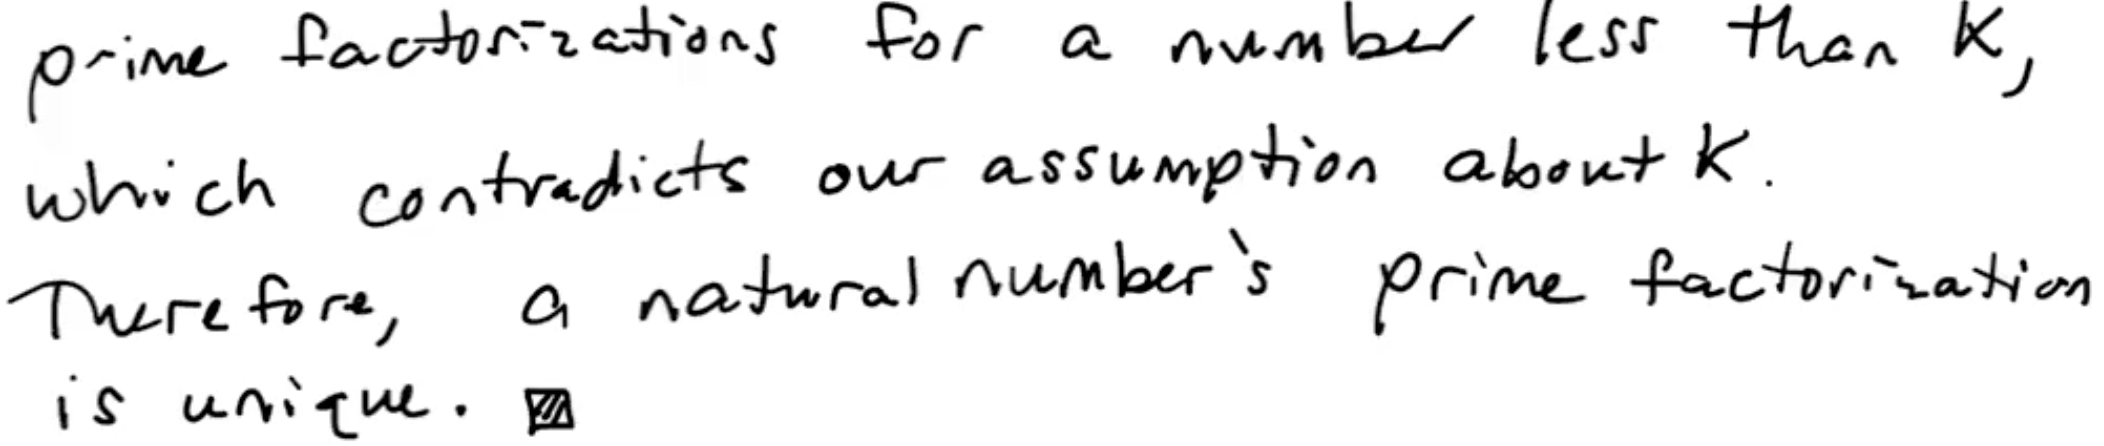 prime factorizations for a number less than K,
which contradicts our assumption about K.
Therefore, a natural number's prime factorization
is unique.